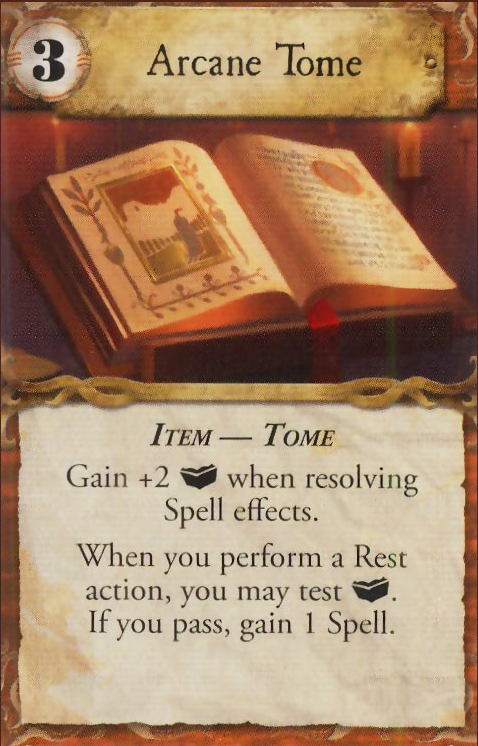 3
Arcane Tome
ITEM — TOME
Gain +2 when resolving
Spell effects.
When you perform a Rest
action, you may test .
If you pass, gain 1 Spell.